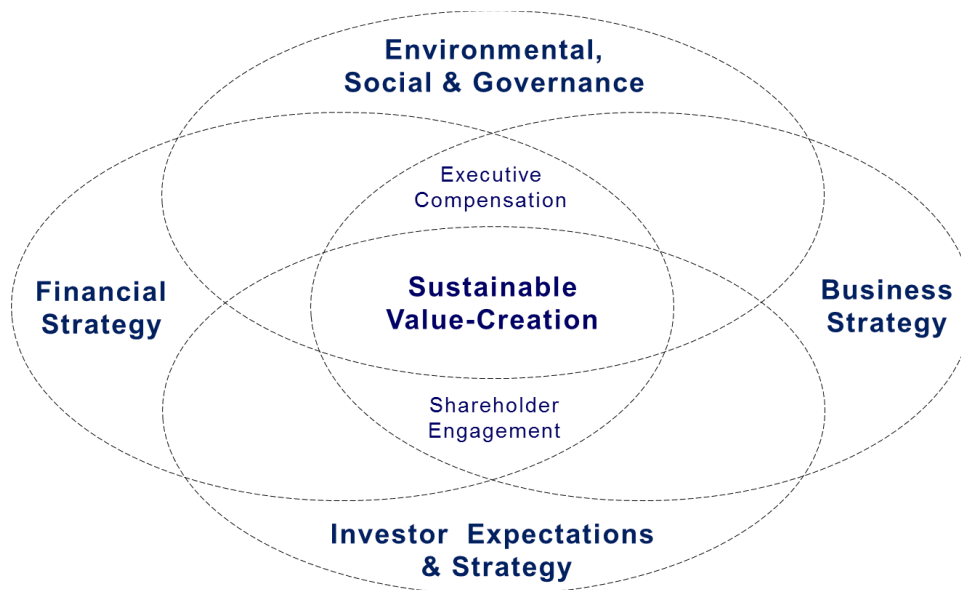 Environmental,
Social & Governance
Executive
Compensation
Financial
Strategy
Sustainable
Value-Creation
Business
Strategy
Shareholder
Engagement
Investor Expectations
& Strategy